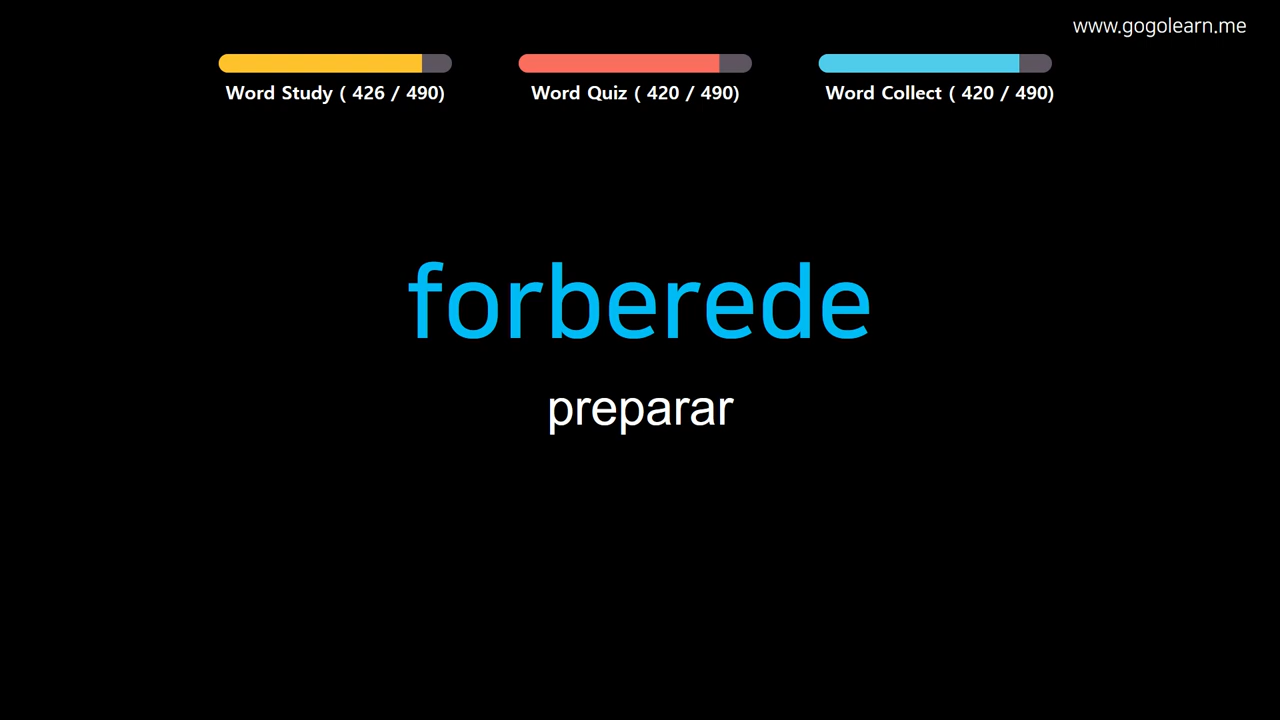 www.gogolearn.me
Word Study ( 426 / 490)
Word Quiz ( 420 / 490)
Word Collect ( 420 / 490)
forberede
preparar